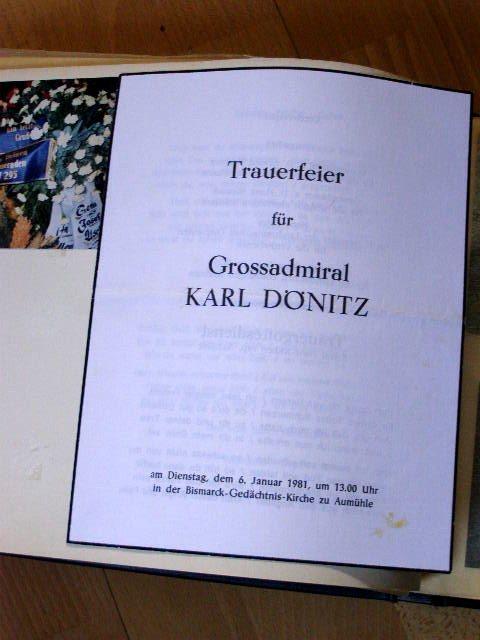 Trauerfeier
für
Grossadmiral
KARL DÖNITZ
am Dienstag, dem 6. Januar 1981, um 13.00 Uhr
in der Bismarck-Gedächtnis-Kirche zu Aumühle
295